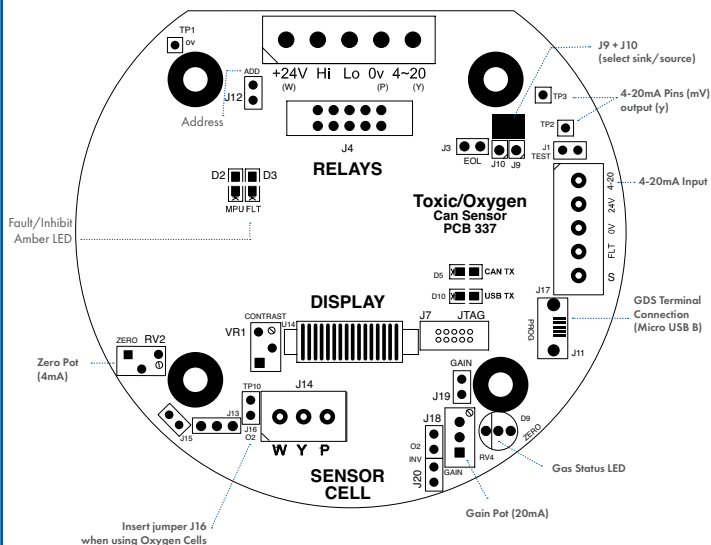 TP1
0v
ADD
J12
Address
+24V Hi Lo 0v 4~20
(W) (P) (Y)
J4
RELAYS
J9 + J10
(select sink/source)
TP3
4-20mA Pins (mV)
output (y)
TP2
J3
EOL
J10
J9
J1
TEST
4-20mA Input
4-20
24V
0V
FLT
S
D2
D3
MPU FLT
Fault/Inhibit
Amber LED
Toxic/Oxygen
Can Sensor
PCB 337
D5
CAN TX
D10
USB TX
DISPLAY
CONTRAST
VR1
U14
J7
JTAG
J17
PROG
J11
GDS Terminal
Connection
(Micro USB B)
ZERO
RV2
Zero Pot
(4mA)
J15
J13
TP10
J16
O2
J14
W Y P
SENSOR
CELL
GAIN
J19
J18
O2
INV
J20
GAIN
RV4
D9
ZERO
Gas Status LED
Gain Pot (20mA)
Insert jumper J16
when using Oxygen Cells